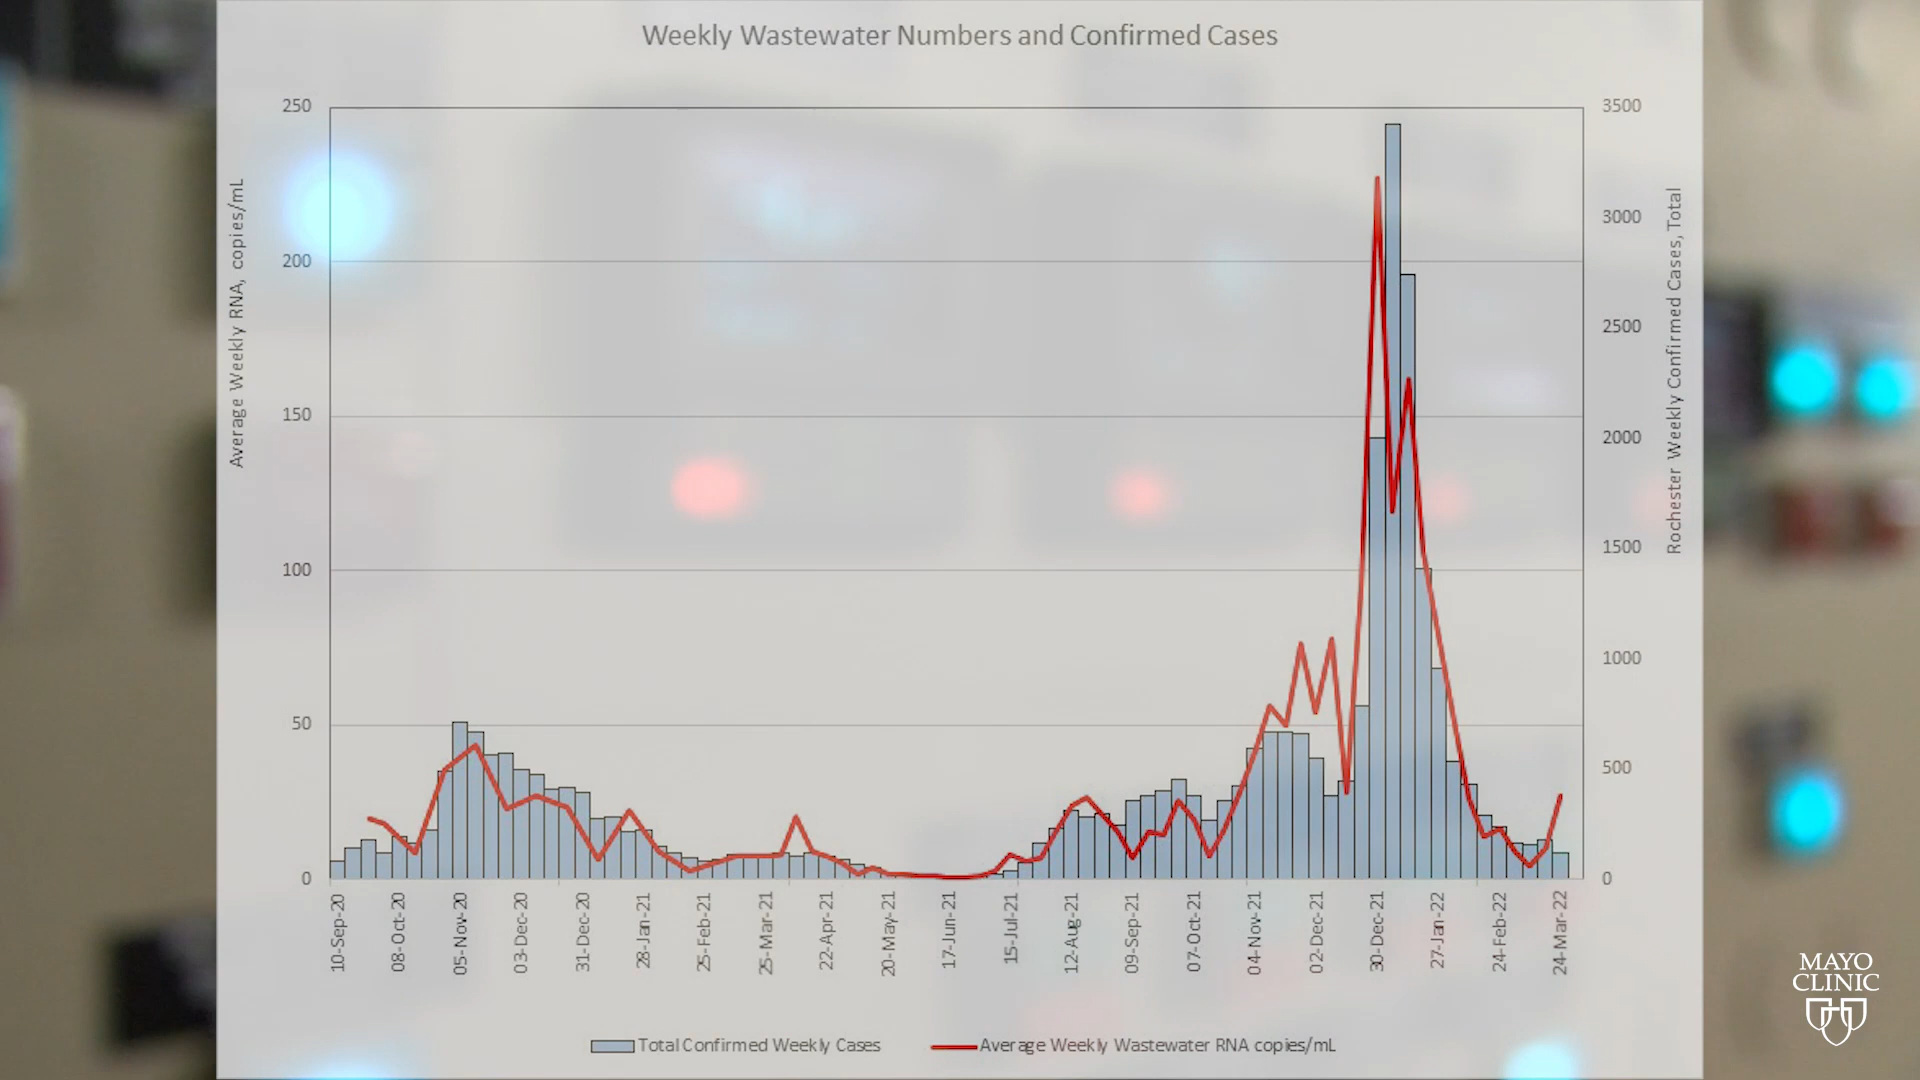 Weekly Wastewater Numbers and Confirmed Cases
250
200
150
100
50
0
Average Weekly RNA, copies/mL
3500
3000
2500
2000
1500
1000
500
0
Rochester Weekly Confirmed Cases, Total
10-Sep-20
08-Oct-20
05-Nov-20
03-Dec-20
31-Dec-20
28-Jan-21
25-Feb-21
25-Mar-21
22-Apr-21
20-May-21
17-Jun-21
15-Jul-21
12-Aug-21
09-Sep-21
07-Oct-21
04-Nov-21
02-Dec-21
30-Dec-21
27-Jan-22
24-Feb-22
24-Mar-22
Total Confirmed Weekly Cases
Average Weekly Wastewater RNA copies/mL
MAYO
CLINIC